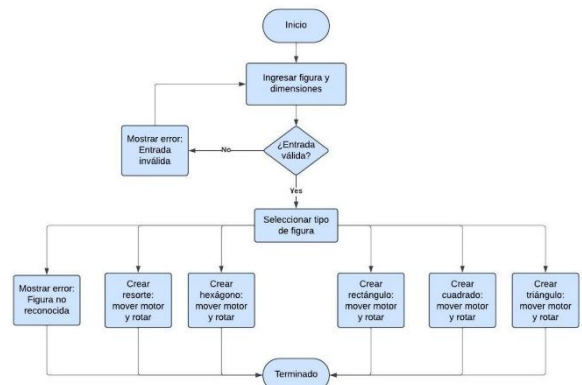 Inicio
Ingresar figura y
dimensiones
Mostrar error:
Entrada
inválida
No
¿Entrada
válida?
Yes
Seleccionar tipo
de figura
Mostrar error:
Figura no
reconocida
Crear
resorte:
mover motor
y rotar
Crear
hexágono:
mover motor
y rotar
Crear
rectángulo:
mover motor
y rotar
Crear
cuadrado:
mover motor
y rotar
Crear
triángulo:
mover motor
y rotar
Terminado